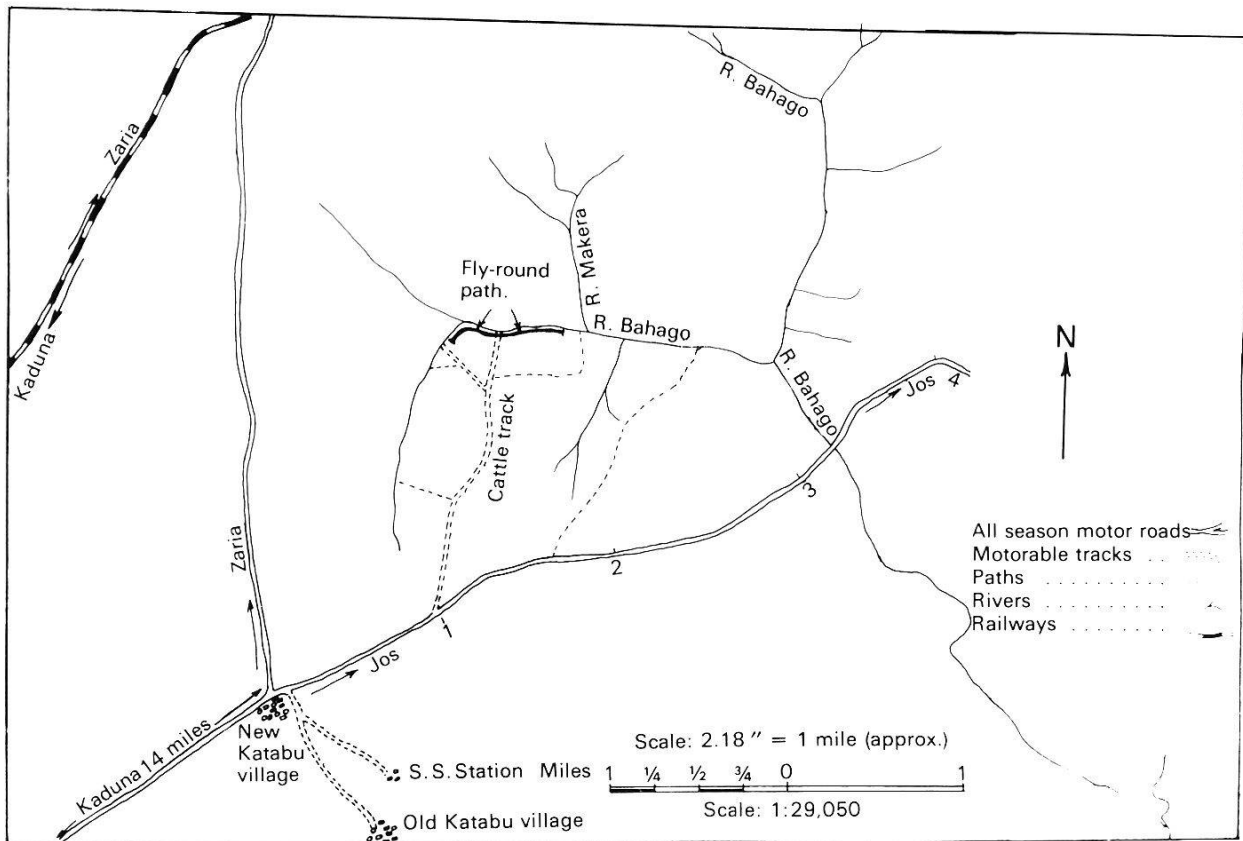 R. Bahago
Zaria
R. Makera
Fly-round
path.
R. Bahago
N
Kaduna
R. Bahago
Jos
4
Cattle track
3
Zaria
2
All season motor roads
Motorable tracks . .
Paths . . . . . . . . . .
Rivers . . . . . . . . . .
Railways . . . . . . .
1
Jos
Kaduna 14 miles
New
Katabu
village
Scale: 2.18 " = 1 mile (approx.)
S.S. Station
Miles 1 ¼ ½ ¾ 0 1
Scale: 1:29,050
Old Katabu village